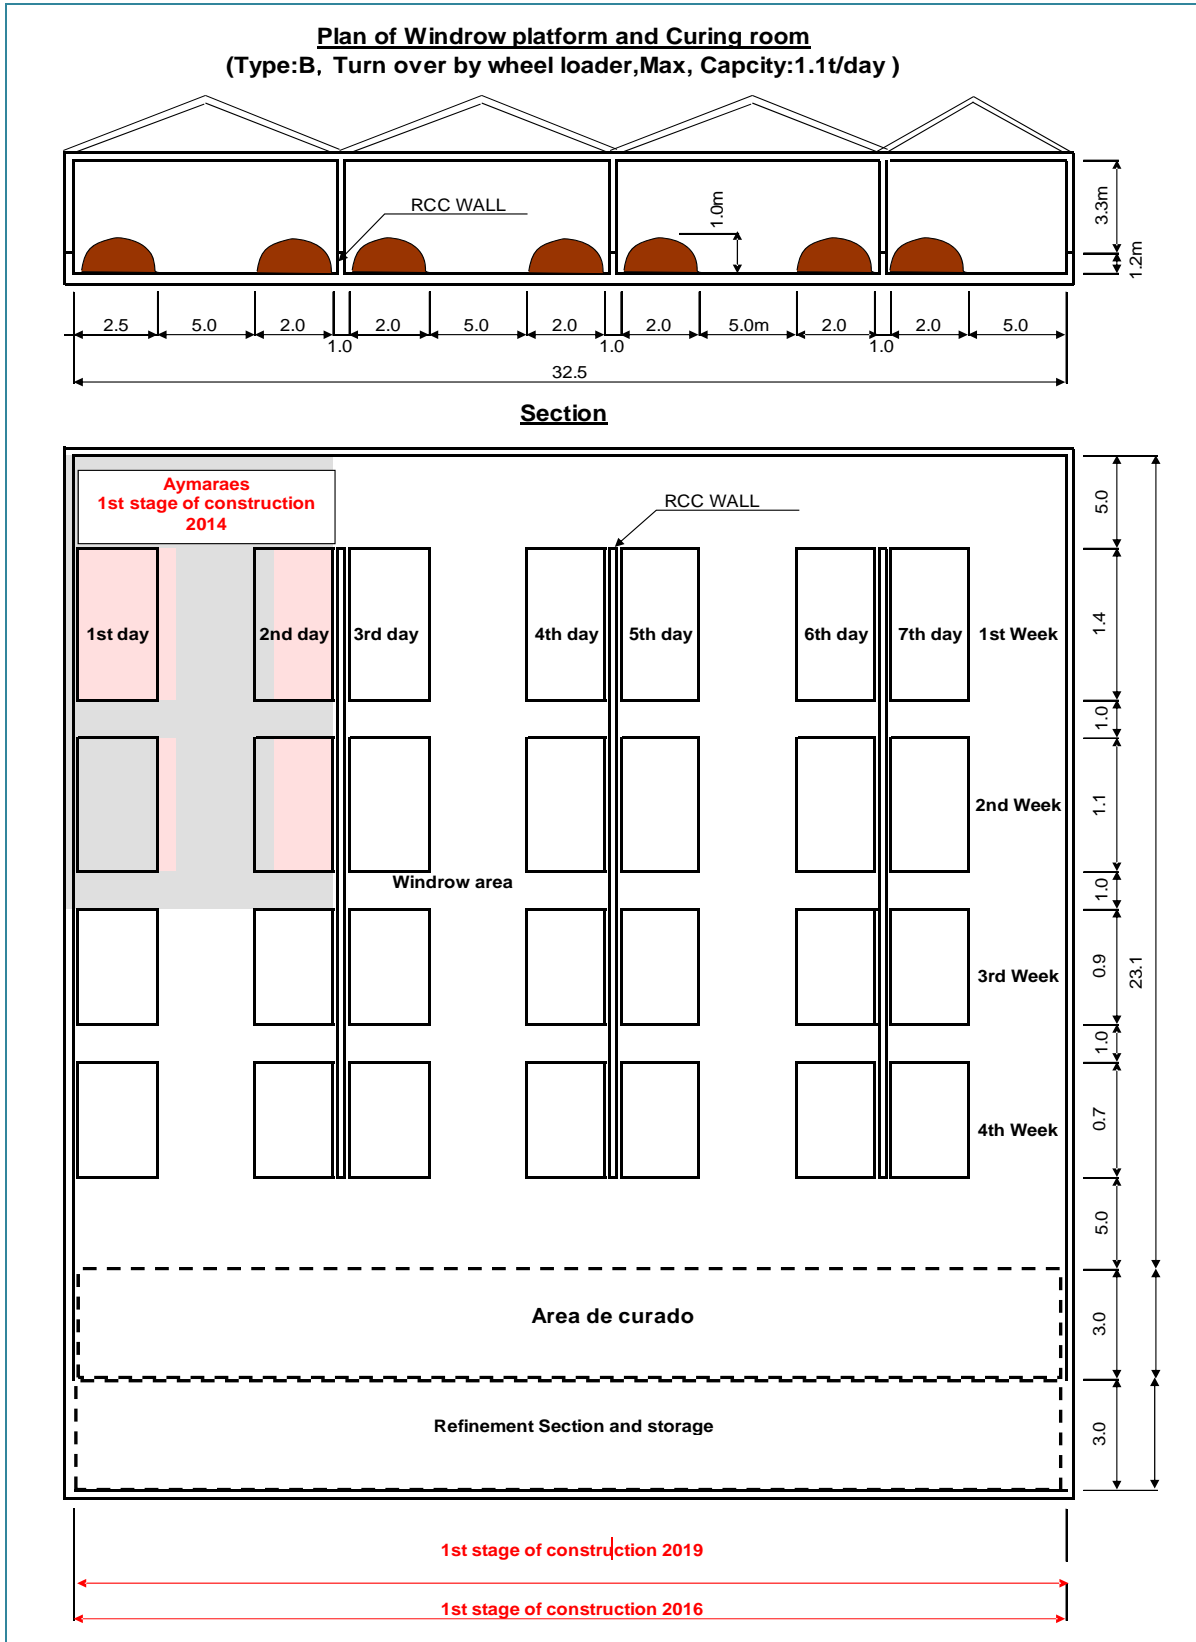 Plan of Windrow platform and Curing room
(Type:B, Turn over by wheel loader,Max, Capcity:1.1t/day )
RCC WALL
1.0m
3.3m
1.2m
2.5 5.0 2.0 2.0 5.0 2.0 2.0 5.0m 2.0 2.0 5.0
1.0 1.0 1.0
32.5
Section
Aymaraes
1st stage of construction
2014
RCC WALL
5.0
1st day 2nd day 3rd day 4th day 5th day 6th day 7th day 1st Week
1.4
1.0
2nd Week
1.1
Windrow area
1.0
3rd Week
0.9
23.1
1.0
4th Week
0.7
5.0
Area de curado
3.0
Refinement Section and storage
3.0
1st stage of construction 2019
1st stage of construction 2016